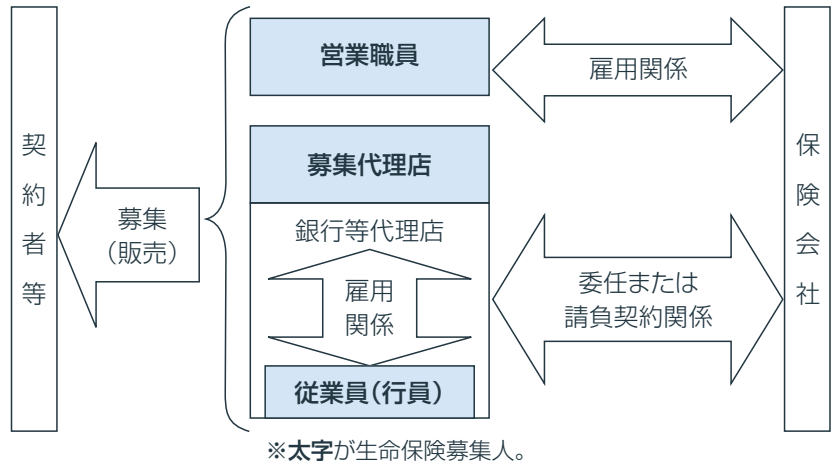 契約者等
募集
（販売）
営業職員
募集代理店
銀行等代理店
雇用
関係
従業員（行員）
雇用関係
委任または
請負契約関係
保険会社
※太字が生命保険募集人。